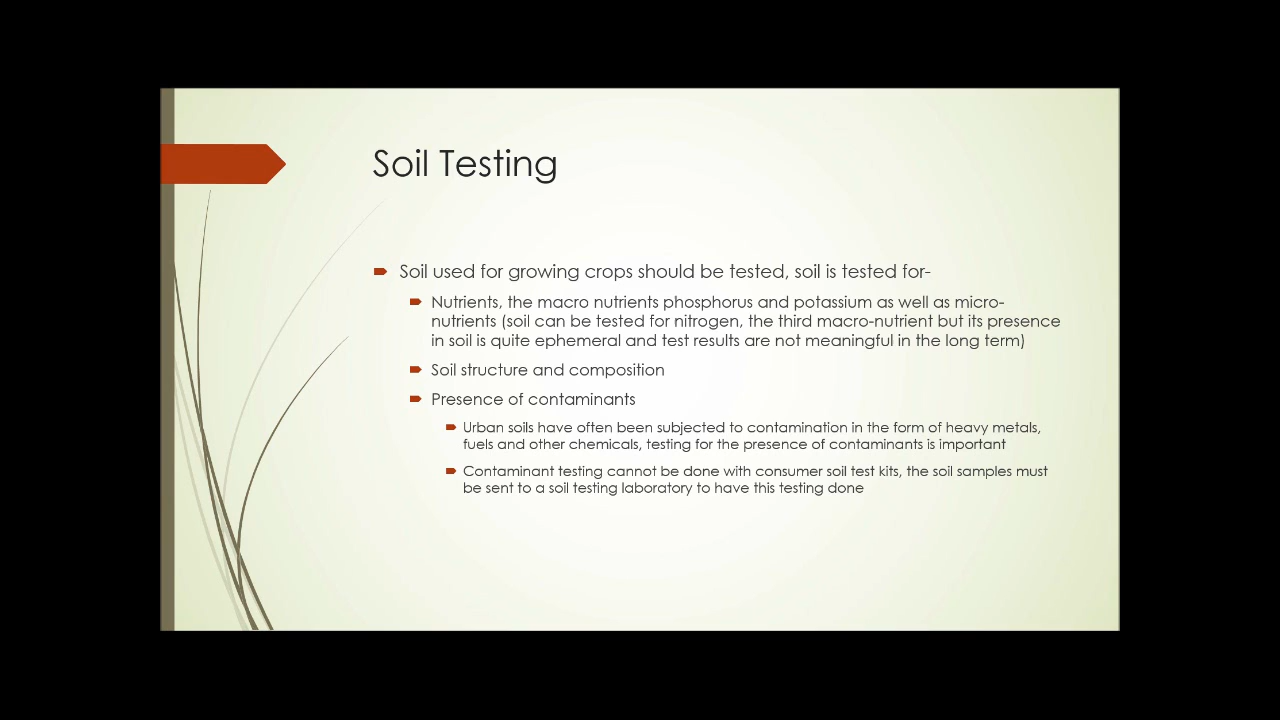 Soil Testing
Soil used for growing crops should be tested, soil is tested for-
Nutrients, the macro nutrients phosphorus and potassium as well as micro-
nutrients (soil can be tested for nitrogen, the third macro-nutrient but its presence
in soil is quite ephemeral and test results are not meaningful in the long term)
Soil structure and composition
Presence of contaminants
Urban soils have often been subjected to contamination in the form of heavy metals,
fuels and other chemicals, testing for the presence of contaminants is important
Contaminant testing cannot be done with consumer soil test kits, the soil samples must
be sent to a soil testing laboratory to have this testing done